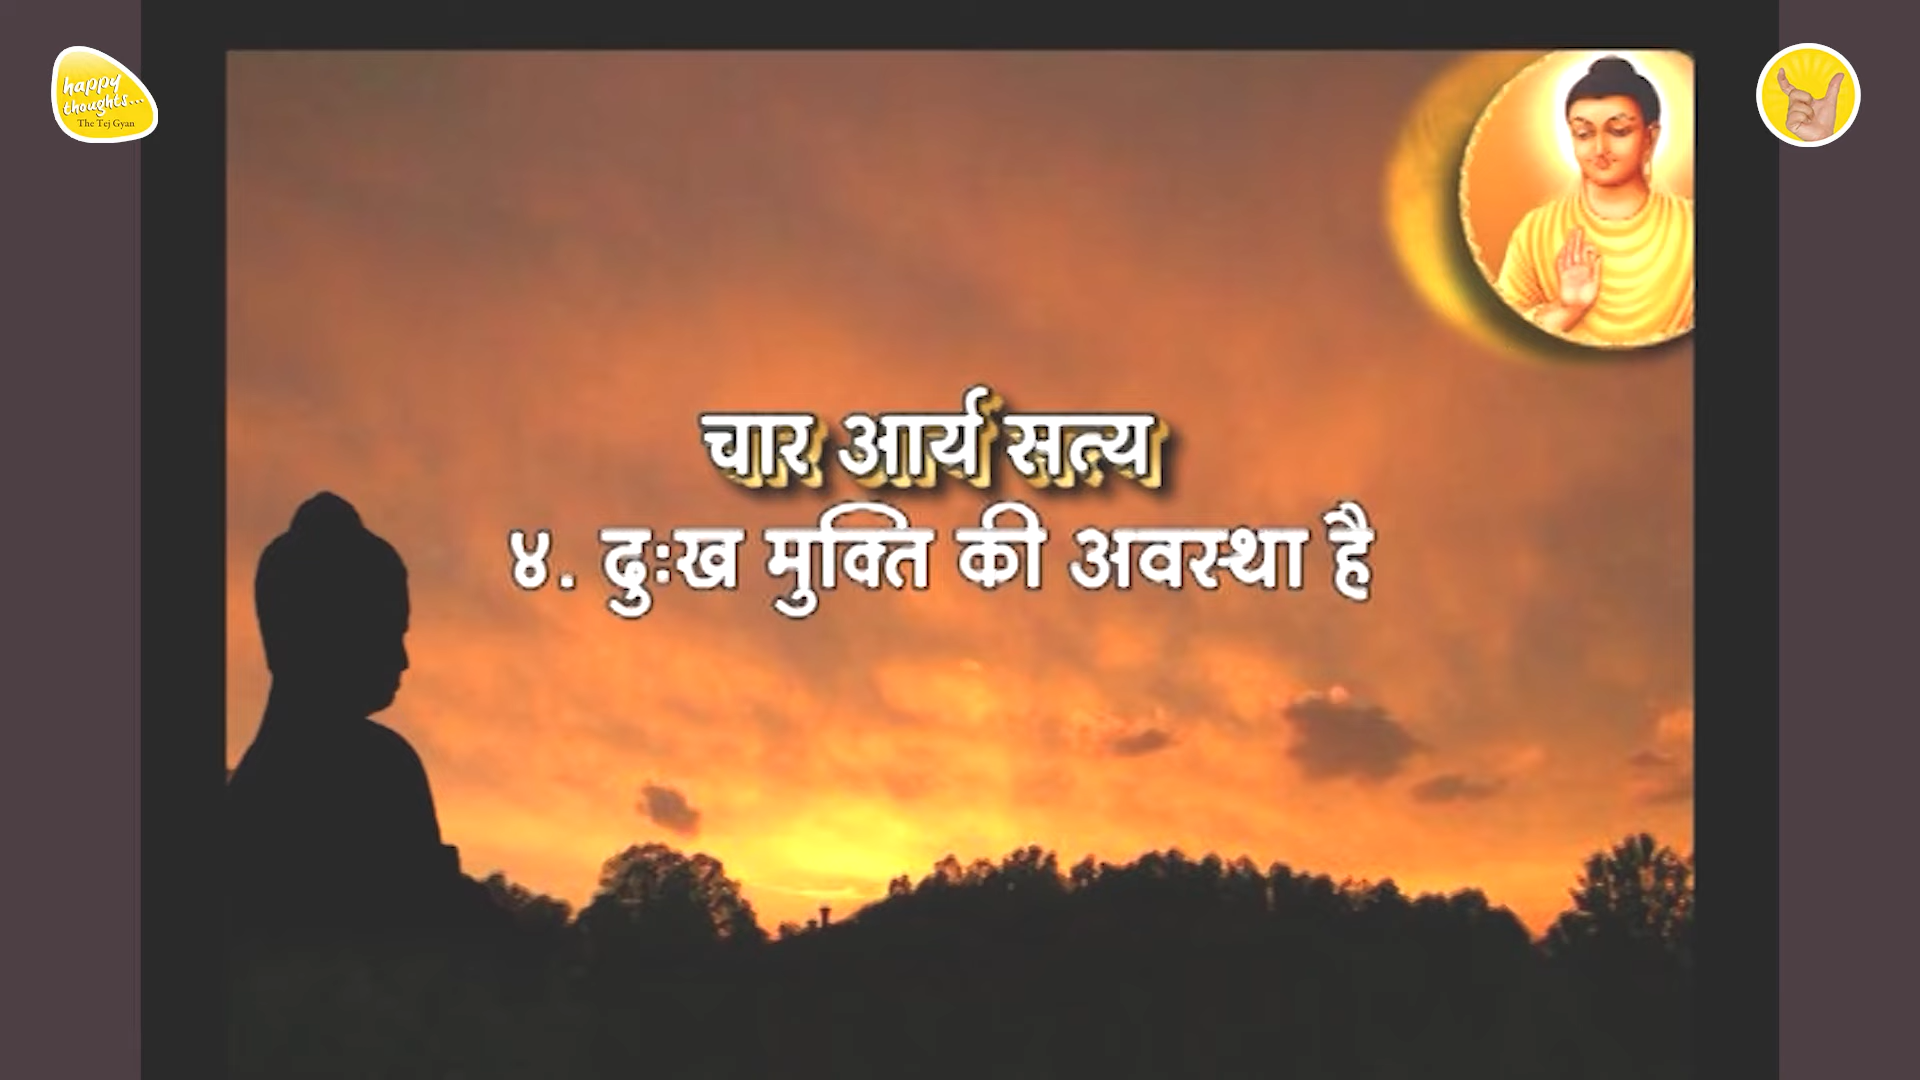 happy
thoughts...
The Tej Gyan
चार आर्य सत्य
४. दुःख मुक्ति की अवस्था है